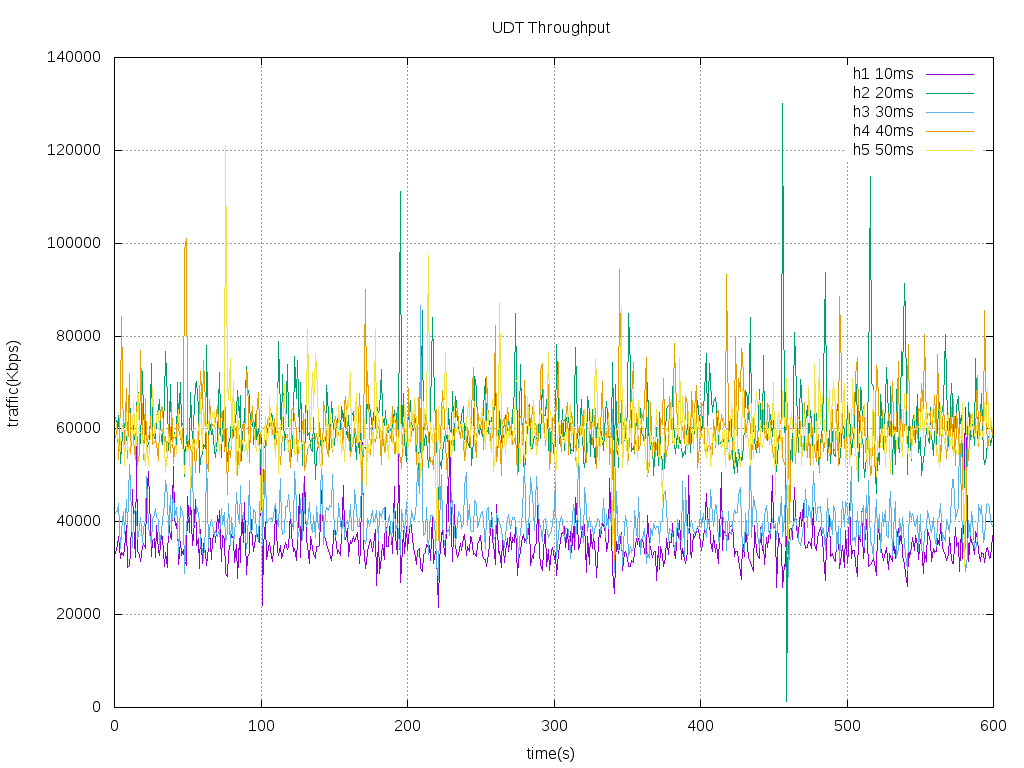 UDT Throughput
140000
120000
100000
80000
60000
40000
20000
0
traffic(Kbps)
h1 10ms
h2 20ms
h3 30ms
h4 40ms
h5 50ms
0 100 200 300 400 500 600
time(s)